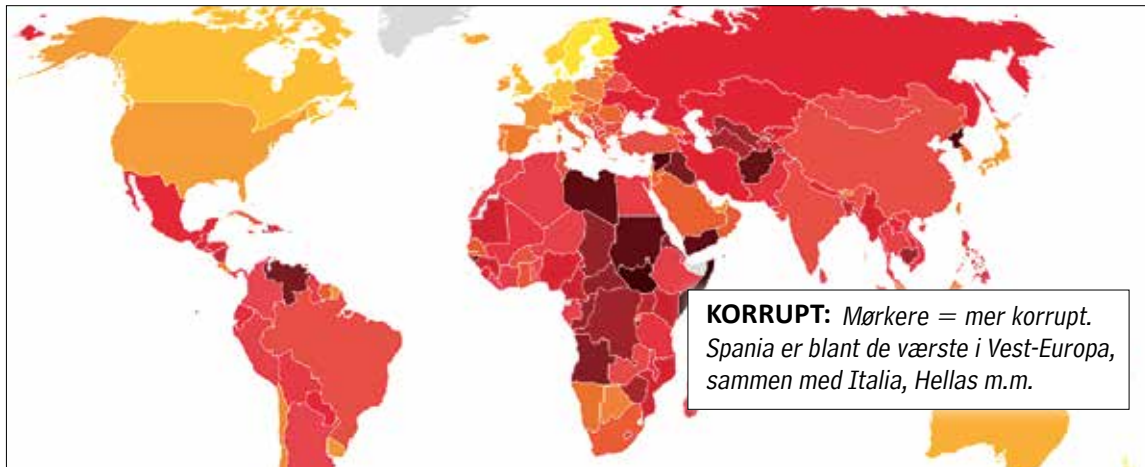 KORRUPT: Mørkere = mer korrupt.
Spania er blant de værste i Vest-Europa,
sammen med Italia, Hellas m.m.